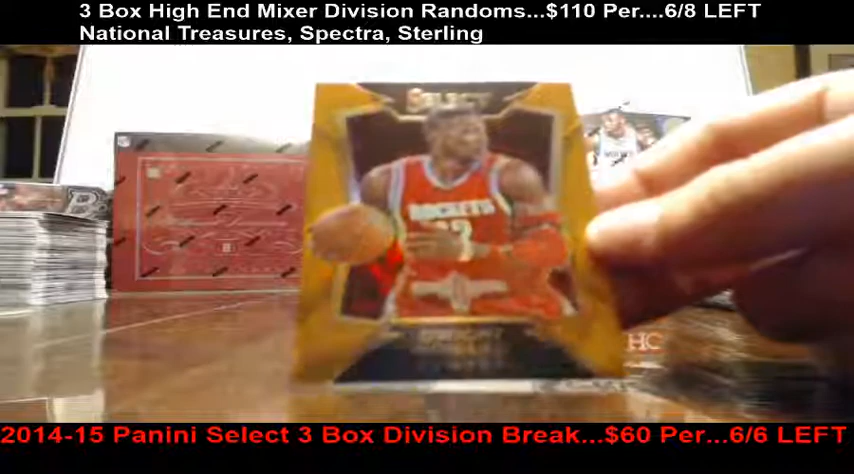 3 Box High End Mixer Division Randoms...$110 Per....6/8 LEFT
National Treasures, Spectra, Sterling
SELECT
ROCKETS
HC
2014-15 Panini Select 3 Box Division Break...$60 Per...6/6 LEFT